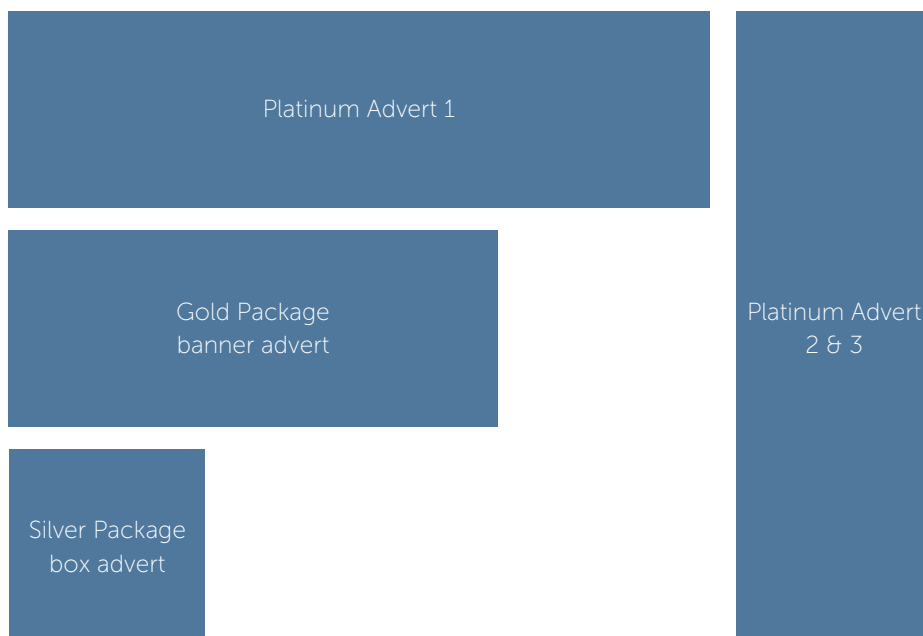 Platinum Advert 1
Gold Package
banner advert
Platinum Advert
2 & 3
Silver Package
box advert